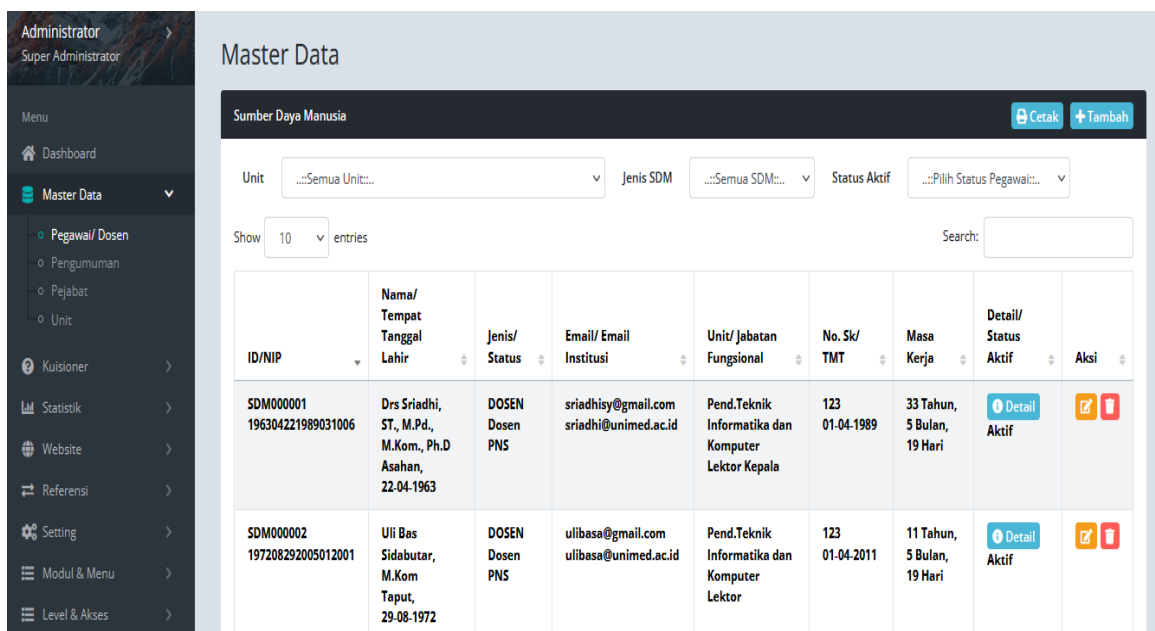 Administrator
Super Administrator
Menu
Dashboard
Master Data
Pegawai/ Dosen
Pengumuman
Pejabat
Unit
Kuisioner
Statistik
Website
Referensi
Setting
Modul & Menu
Level & Akses
Master Data
Sumber Daya Manusia
Cetak
+Tambah
Unit
..::Semua Unit::..
Jenis SDM
..::Semua SDM::..
Status Aktif
..::Pilih Status Pegawai::..
Show 10 entries
Search:
ID/NIP
Nama/
Tempat
Tanggal
Lahir
Jenis/
Status
Email/ Email
Institusi
Unit/ Jabatan
Fungsional
No. Sk/
TMT
Masa
Kerja
Detail/
Status
Aktif
Aksi
SDM000001
196304221989031006
Drs Sriadhi,
ST., M.Pd.,
M.Kom., Ph.D
Asahan,
22-04-1963
DOSEN
Dosen
PNS
sriadhisy@gmail.com
sriadhi@unimed.ac.id
Pend.Teknik
Informatika dan
Komputer
Lektor Kepala
123
01-04-1989
33 Tahun,
5 Bulan,
19 Hari
Detail
Aktif
SDM000002
197208292005012001
Uli Bas
Sidabutar,
M.Kom
Taput,
29-08-1972
DOSEN
Dosen
PNS
ulibasa@gmail.com
ulibasa@unimed.ac.id
Pend.Teknik
Informatika dan
Komputer
Lektor
123
01-04-2011
11 Tahun,
5 Bulan,
19 Hari
Detail
Aktif